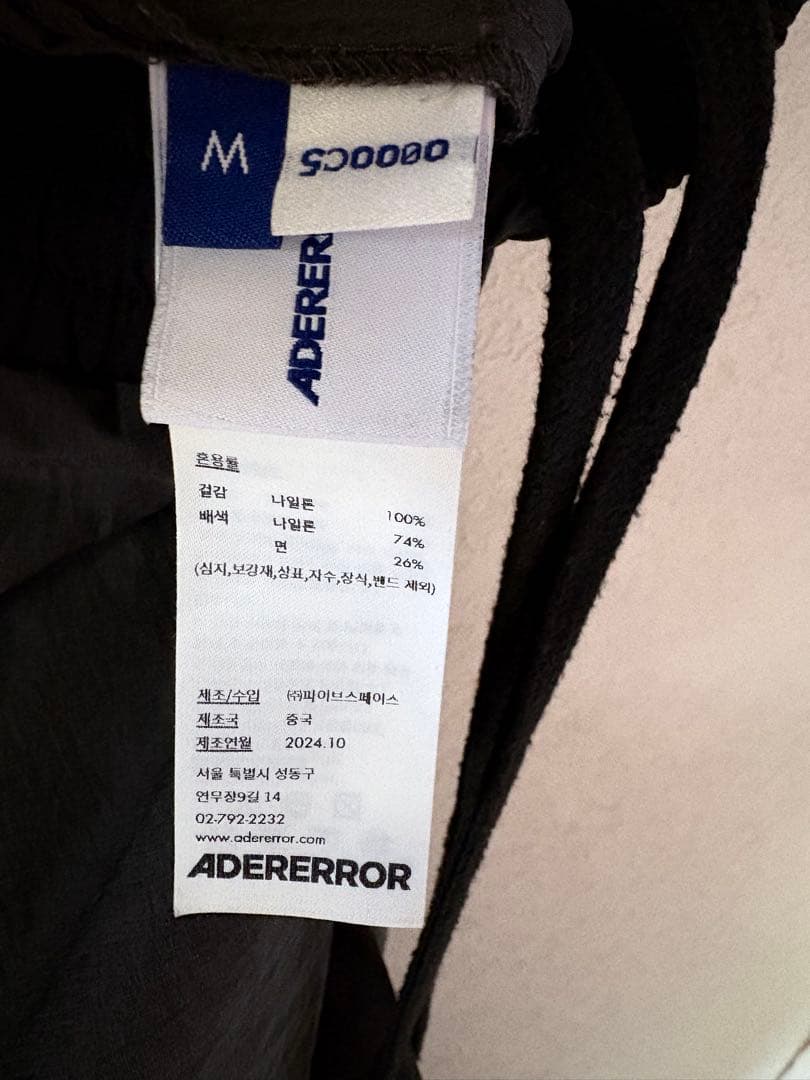 M
0000C5
ADERER
혼용률
겉감 나일론 100%
배색 나일론 74%
면 26%
(심지,보강재,상표,자수,장식,밴드 제외)
제조/수입 ㈜파이브스페이스
제조국 중국
제조연월 2024.10
서울 특별시 성동구
연무장9길 14
02-792-2232
www.adererror.com
ADERERROR